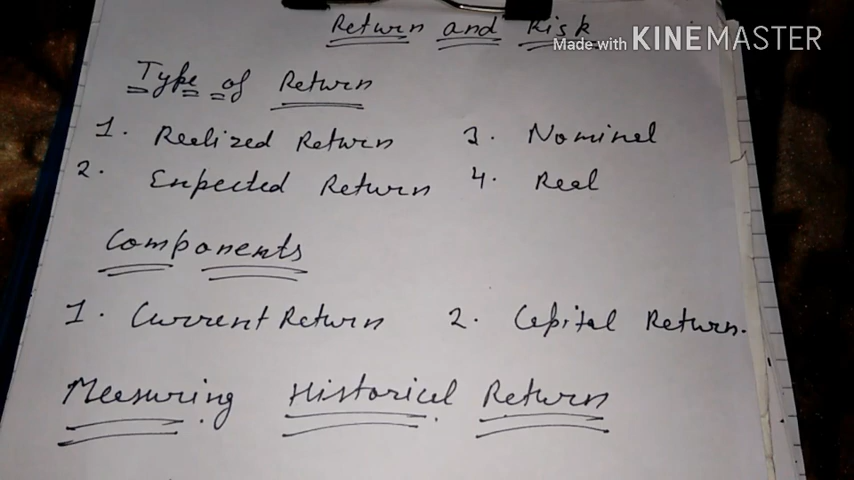 Return and Risk
Made with KINEMASTER
Type of Return
1. Realized Return 3. Nominal
2. Expected Return 4. Real
Components
1. Current Return 2. Capital Return.
Measuring Historical Return